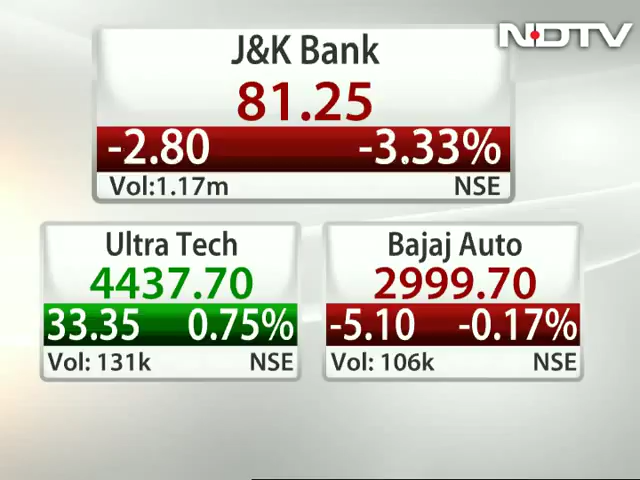 NDTV
J&K Bank
81.25
-2.80 -3.33%
Vol:1.17m NSE
Ultra Tech
4437.70
33.35 0.75%
Vol: 131k NSE
Bajaj Auto
2999.70
-5.10 -0.17%
Vol: 106k NSE